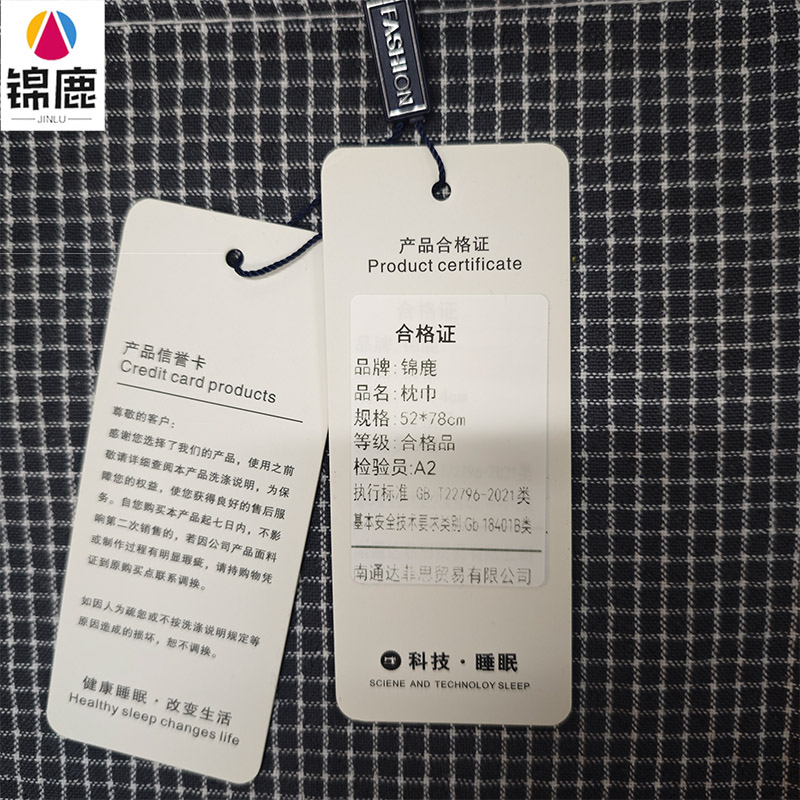 锦鹿
JINLU
FASHION
产品信誉卡
Credit card products
尊敬的客户：
感谢您选择了我们的产品，使用之前
敬请详细查阅本产品洗涤说明，为保
障您的权益，使您获得良好的售后服
务。自您购买本产品起七日内，不影
响第二次销售的，若因公司产品面料
或制作过程有明显瑕疵，请持购物凭
证到原购买点联系调换。
如因人为疏忽或不按洗涤说明规定等
原因造成的损坏，恕不调换。
健康睡眠·改变生活
Healthy sleep changes life
产品合格证
Product certificate
合格证
品牌:锦鹿
品名:枕巾
规格:52*78cm
等级:合格品
检验员:A2
执行标准 GB/T22796-2021类
基本安全技术要求类别:Gb 18401B类
南通达菲思贸易有限公司
科技·睡眠
SCIENE AND TECHNOLOY SLEEP